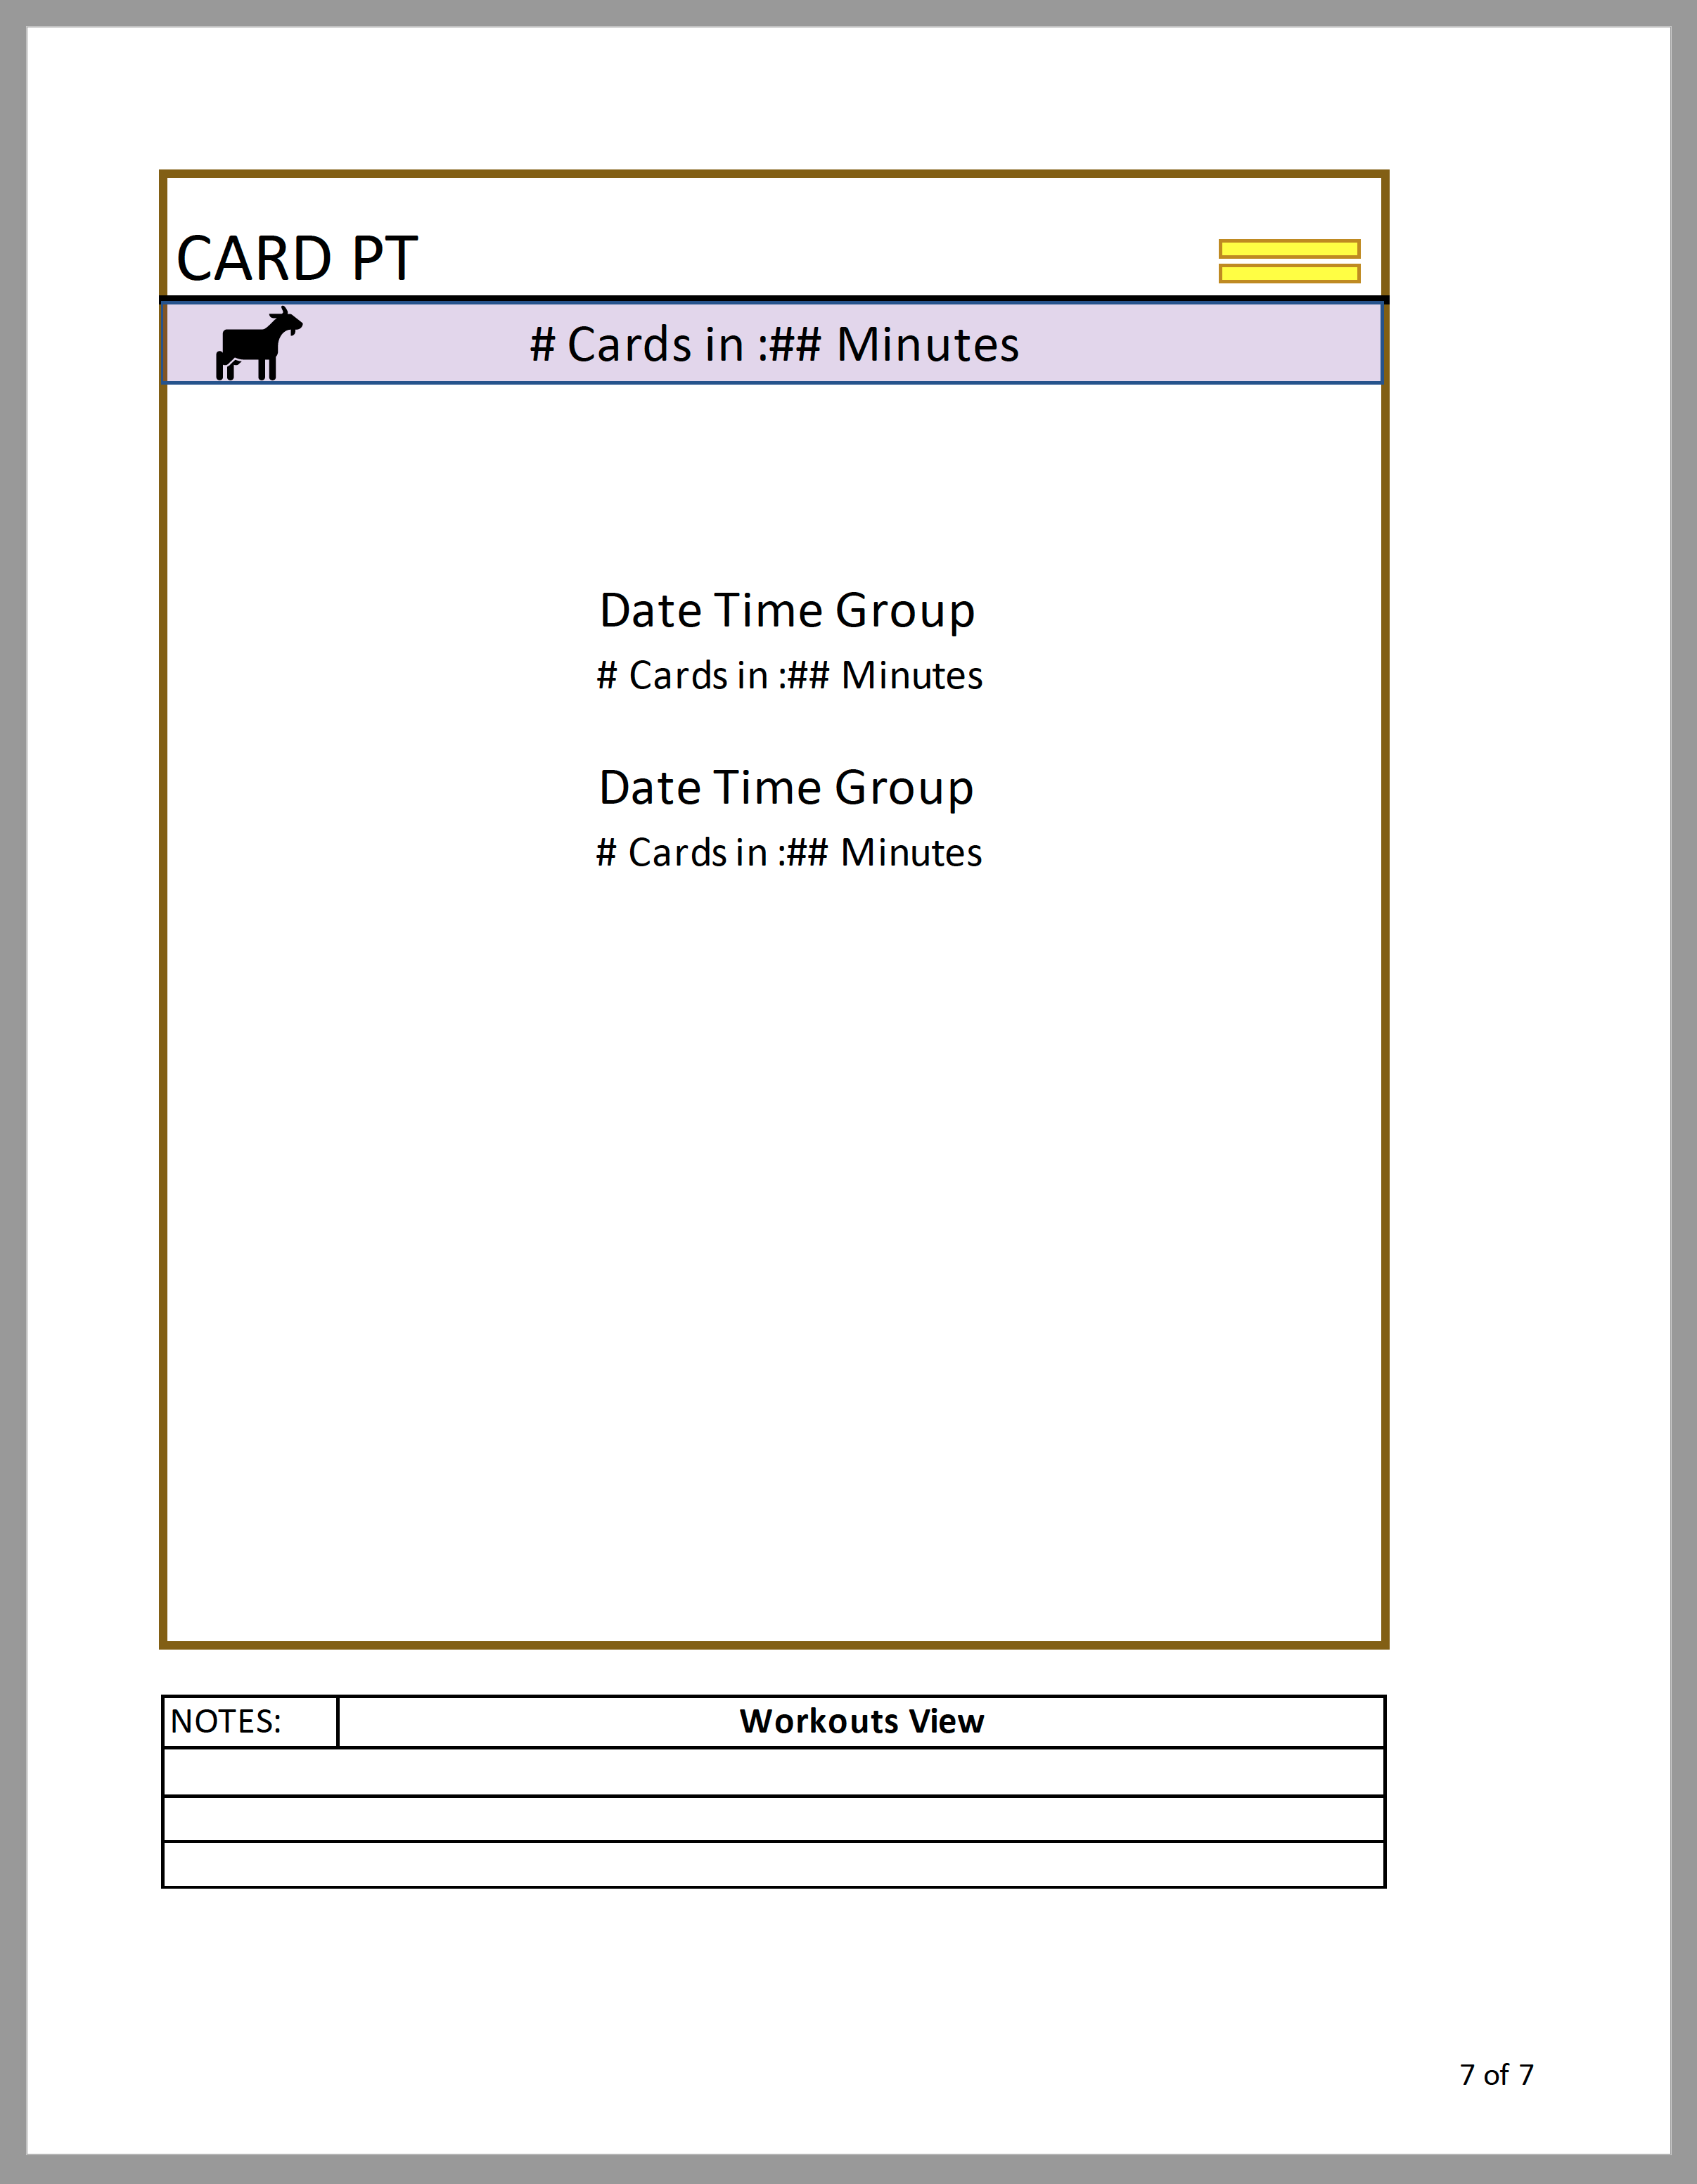 CARD PT
# Cards in :## Minutes
Date Time Group
# Cards in :## Minutes
Date Time Group
# Cards in :## Minutes
NOTES: Workouts View
7 of 7